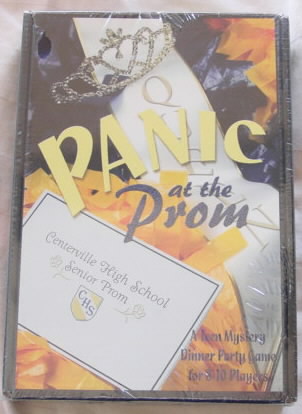 QUEEN
PANIC
at the
Prom
Centerville High School
Senior Prom
CHS
A Teen Mystery
Dinner Party Game
for 8-10 Players